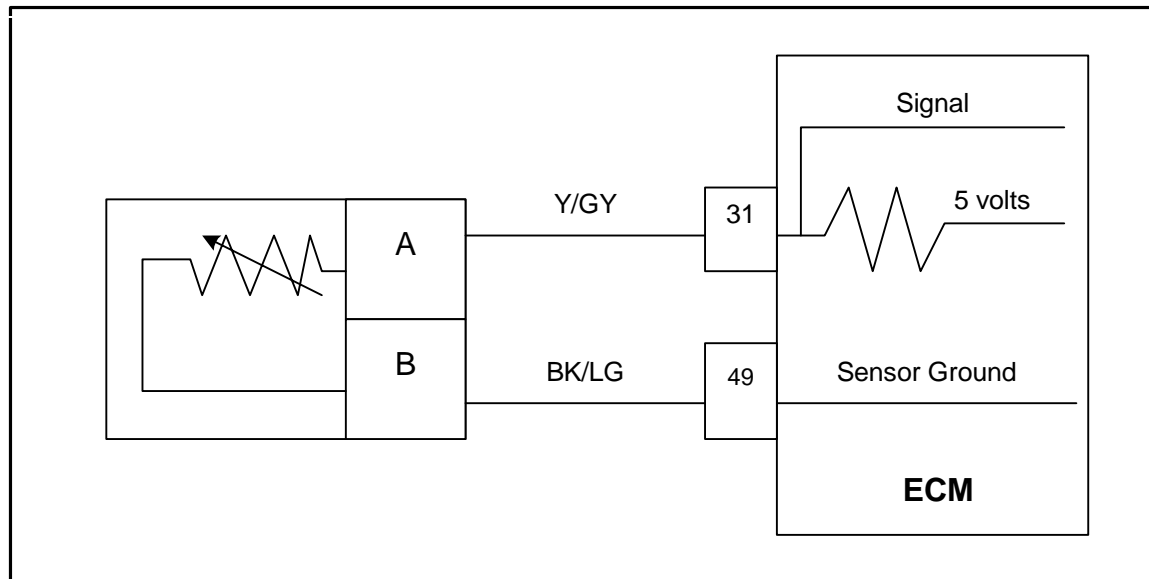 Signal
Y/GY
31
5 volts
A
B
BK/LG
49
Sensor Ground
ECM